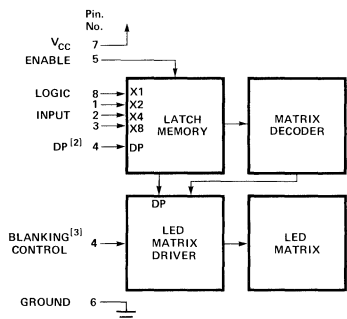 Pin.
No.
VCC 7
ENABLE 5
LOGIC 8 X1
1 X2
INPUT 2 X4
3 X8
DP[2] 4 DP
LATCH
MEMORY
MATRIX
DECODER
DP
BLANKING[3]
CONTROL 4
LED
MATRIX
DRIVER
LED
MATRIX
GROUND 6